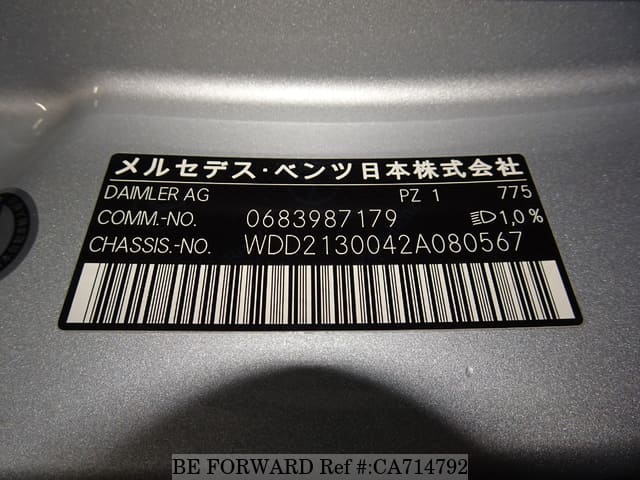 メルセデス・ベンツ日本株式会社
DAIMLER AG PZ 1 775
COMM.-NO. 0683987179 1,0%
CHASSIS.-NO. WDD2130042A080567
BE FORWARD Ref #:CA714792